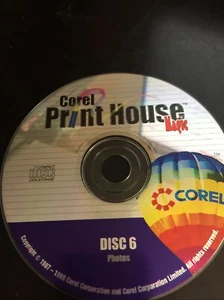 Corel
Print House
™
COREL
DISC 6
Photos
Copyright © 1997 - 1998 Corel Corporation and Corel Corporation Limited. All rights reserved.